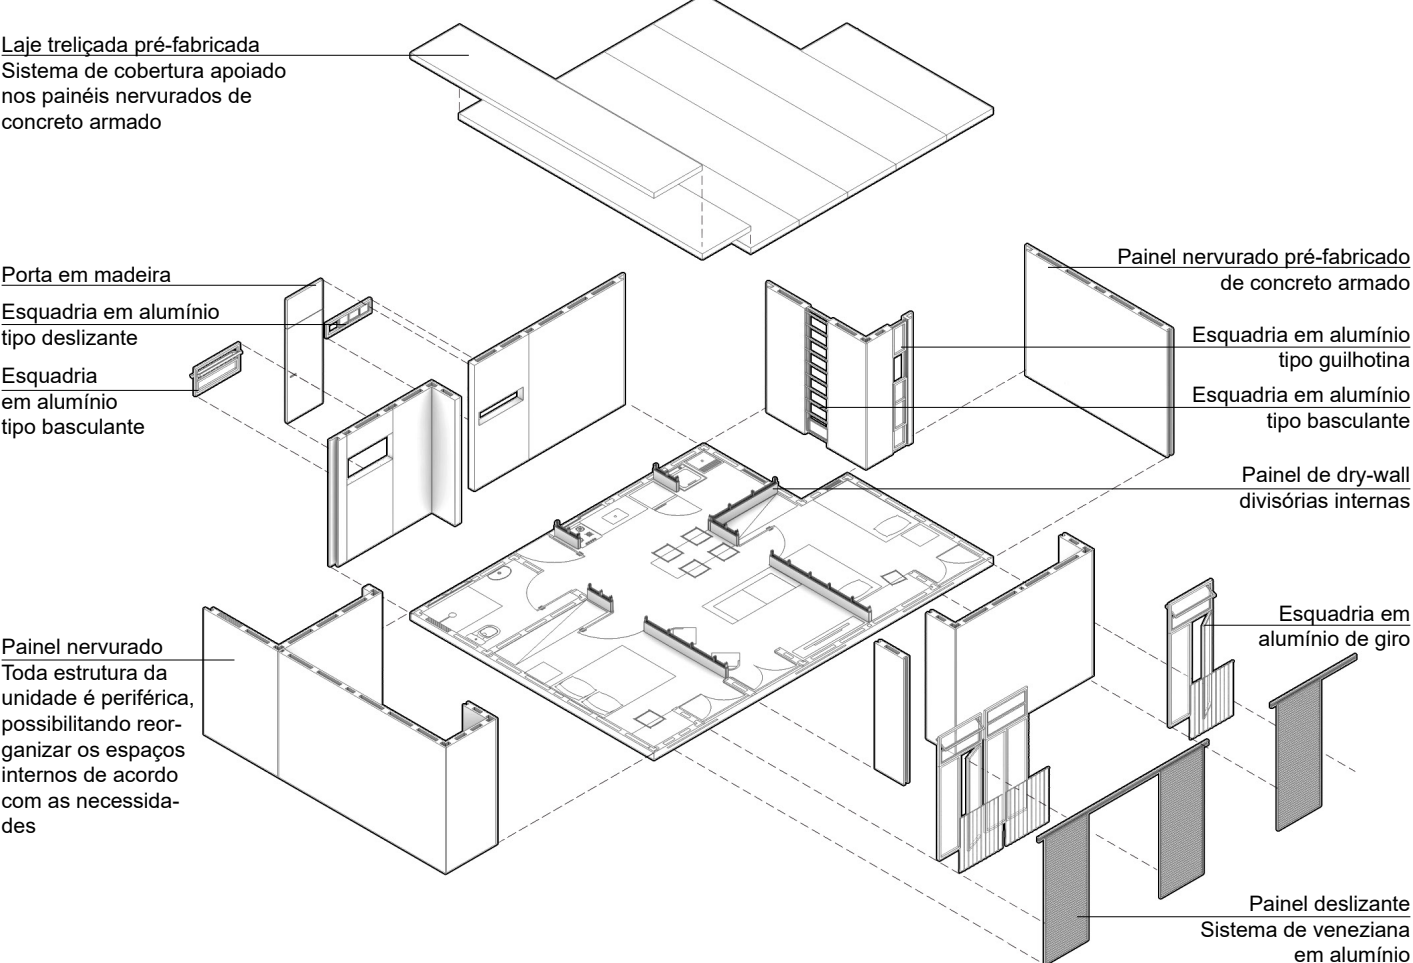 Laje treliçada pré-fabricada
Sistema de cobertura apoiado
nos painéis nervurados de
concreto armado
Porta em madeira
Esquadria em alumínio
tipo deslizante
Esquadria
em alumínio
tipo basculante
Painel nervurado
Toda estrutura da
unidade é periférica,
possibilitando reor-
ganizar os espaços
internos de acordo
com as necessida-
des
Painel nervurado pré-fabricado
de concreto armado
Esquadria em alumínio
tipo guilhotina
Esquadria em alumínio
tipo basculante
Painel de dry-wall
divisórias internas
Esquadria em
alumínio de giro
Painel deslizante
Sistema de veneziana
em alumínio